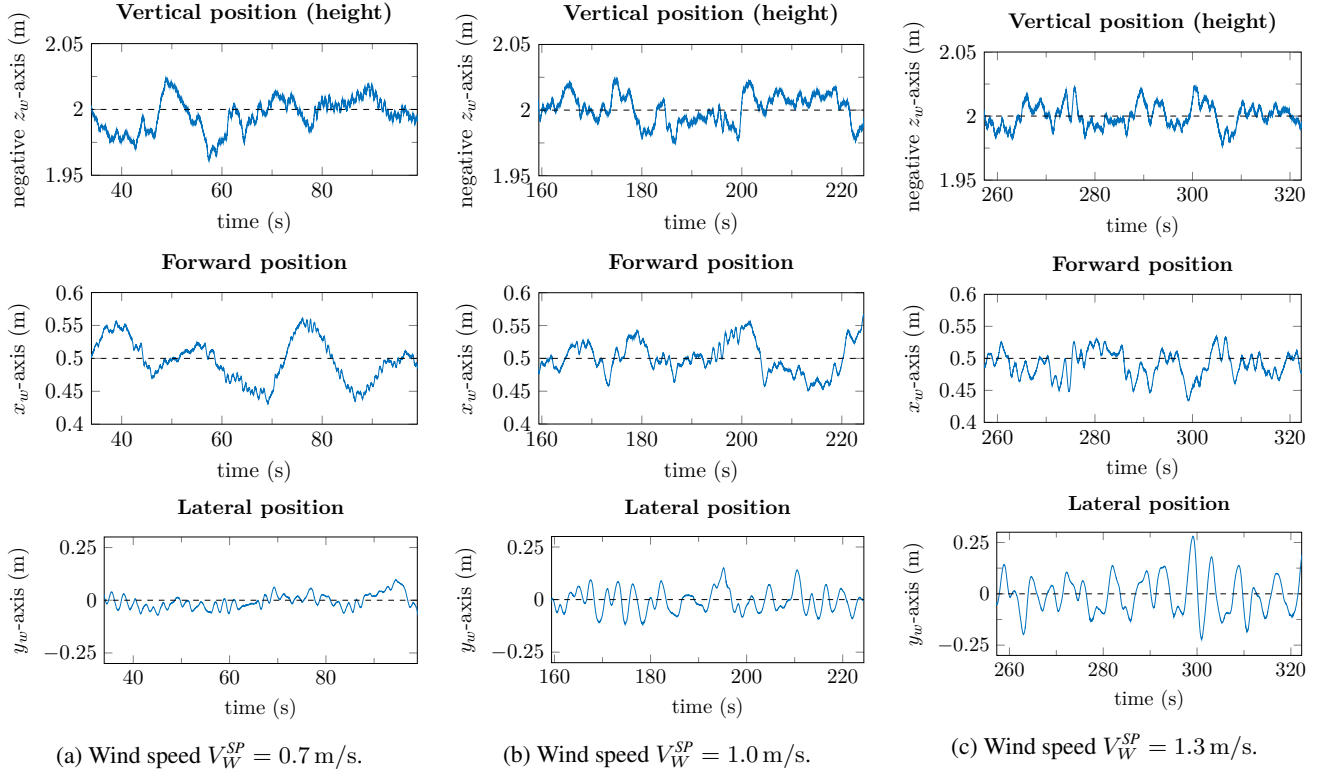 Vertical position (height)
negative z_w-axis (m)
2.05
2
1.95
40 60 80
time (s)
Forward position
x_w-axis (m)
0.6
0.55
0.5
0.45
0.4
40 60 80
time (s)
Lateral position
y_w-axis (m)
0.25
0
−0.25
40 60 80
time (s)
(a) Wind speed V_W^SP = 0.7 m/s.
Vertical position (height)
negative z_w-axis (m)
2.05
2
1.95
160 180 200 220
time (s)
Forward position
x_w-axis (m)
0.6
0.55
0.5
0.45
0.4
160 180 200 220
time (s)
Lateral position
y_w-axis (m)
0.25
0
−0.25
160 180 200 220
time (s)
(b) Wind speed V_W^SP = 1.0 m/s.
Vertical position (height)
negative z_w-axis (m)
2.05
2
1.95
260 280 300 320
time (s)
Forward position
x_w-axis (m)
0.6
0.55
0.5
0.45
0.4
260 280 300 320
time (s)
Lateral position
y_w-axis (m)
0.25
0
−0.25
260 280 300 320
time (s)
(c) Wind speed V_W^SP = 1.3 m/s.